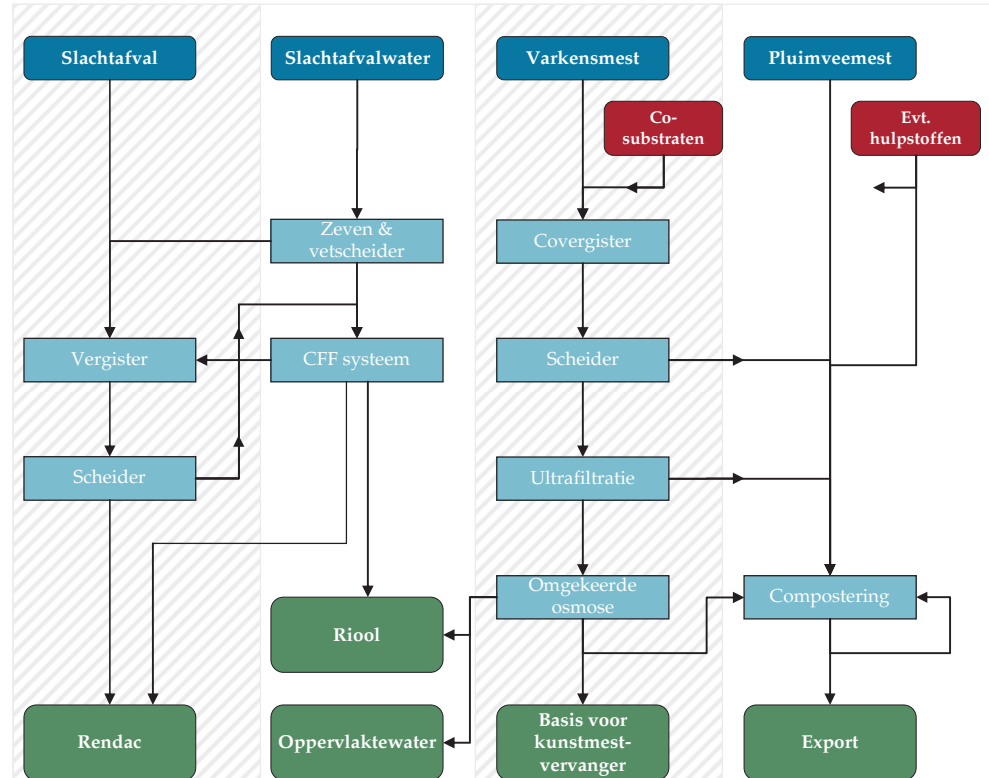 Slachtafval
Slachtafvalwater
Varkensmest
Pluimveemest
Co-
substraten
Evt.
hulpstoffen
Zeven &
vetscheider
Covergister
Vergister
CFF systeem
Scheider
Scheider
Ultrafiltratie
Omgekeerde
osmose
Compostering
Riool
Rendac
Oppervlaktewater
Basis voor
kunstmest-
vervanger
Export